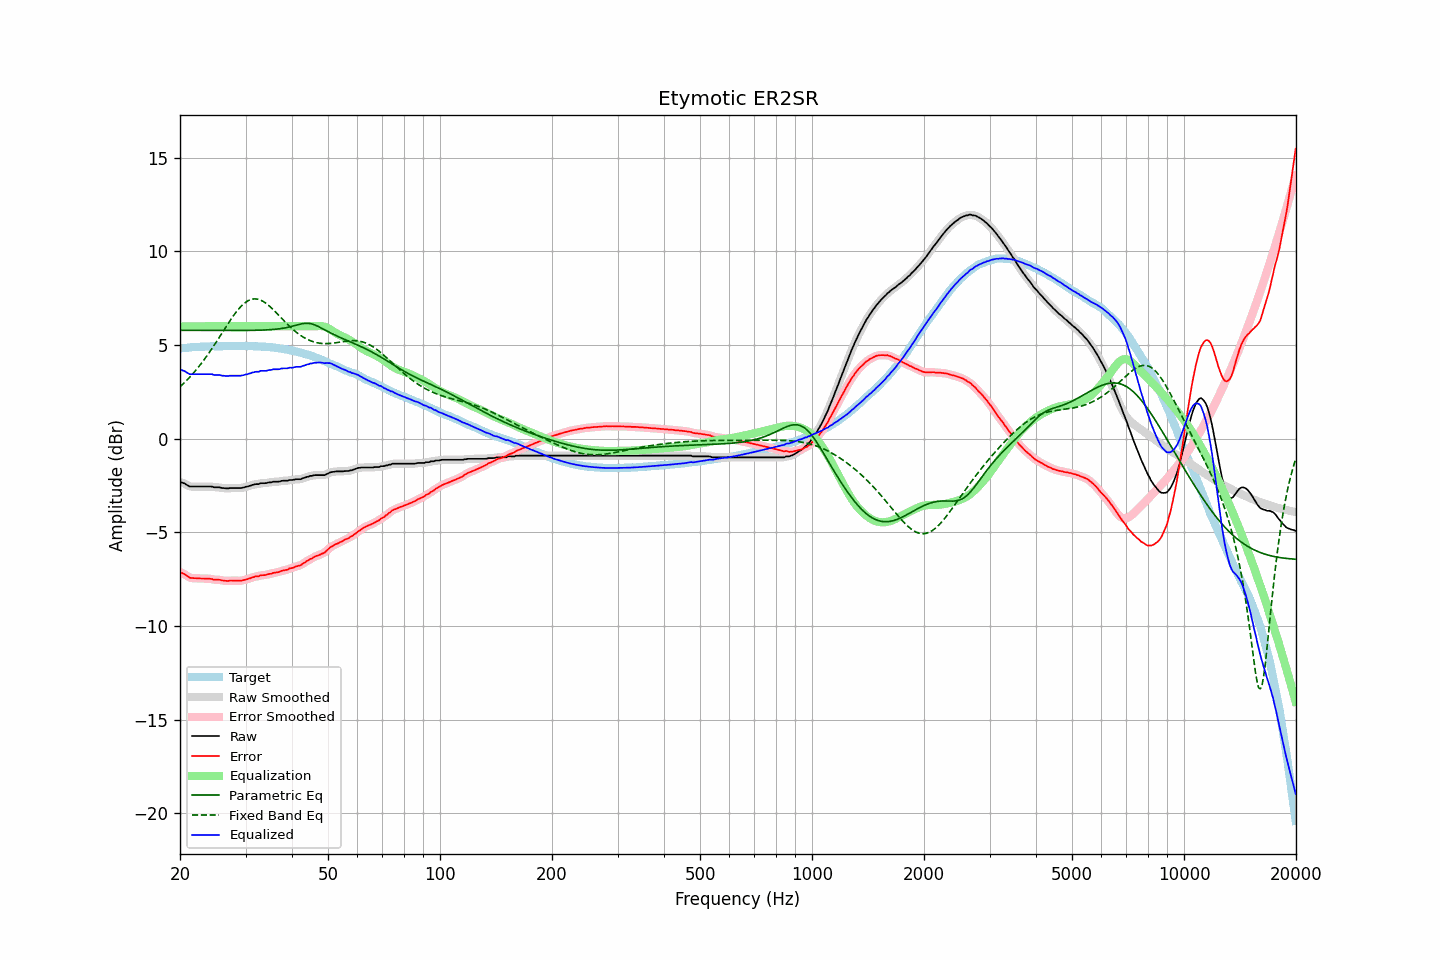 Etymotic ER2SR
Amplitude (dBr)
15
10
5
0
−5
−10
−15
−20
Target
Raw Smoothed
Error Smoothed
Raw
Error
Equalization
Parametric Eq
Fixed Band Eq
Equalized
20 50 100 200 500 1000 2000 5000 10000 20000
Frequency (Hz)